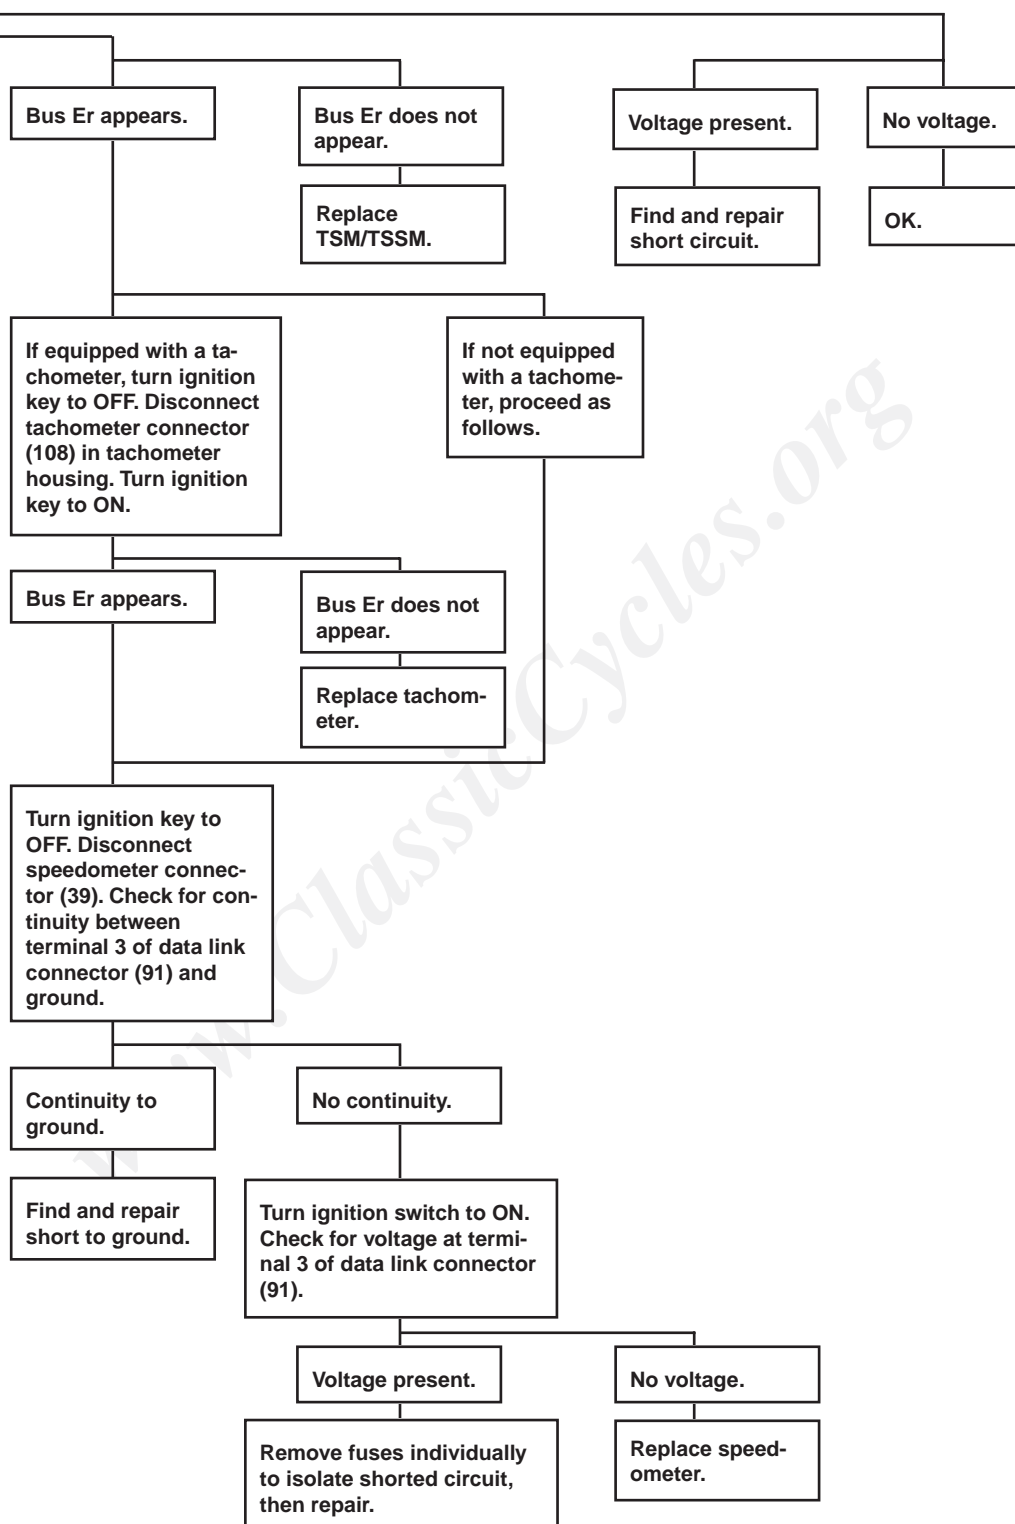 Bus Er appears.
Bus Er does not
appear.
Voltage present.
No voltage.
Replace
TSM/TSSM.
Find and repair
short circuit.
OK.
If equipped with a ta-
chometer, turn ignition
key to OFF. Disconnect
tachometer connector
(108) in tachometer
housing. Turn ignition
key to ON.
If not equipped
with a tachome-
ter, proceed as
follows.
Bus Er appears.
Bus Er does not
appear.
Replace tachom-
eter.
Turn ignition key to
OFF. Disconnect
speedometer connec-
tor (39). Check for con-
tinuity between
terminal 3 of data link
connector (91) and
ground.
Continuity to
ground.
No continuity.
Find and repair
short to ground.
Turn ignition switch to ON.
Check for voltage at termi-
nal 3 of data link connector
(91).
Voltage present.
No voltage.
Remove fuses individually
to isolate shorted circuit,
then repair.
Replace speed-
ometer.
www.ClassicCycles.org